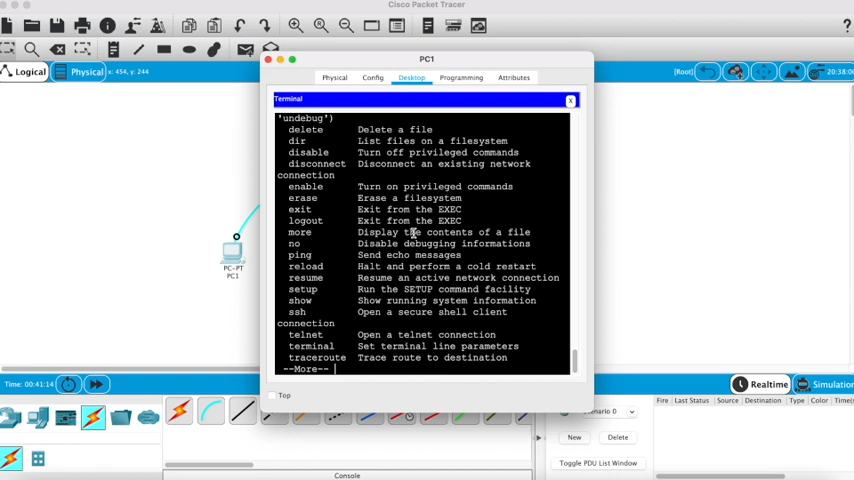 Cisco Packet Tracer
?
Logical
Physical
x: 454, y: 244
[Root]
20:38:00
PC1
Physical
Config
Desktop
Programming
Attributes
Terminal
X
'undebug')
delete Delete a file
dir List files on a filesystem
disable Turn off privileged commands
disconnect Disconnect an existing network
connection
enable Turn on privileged commands
erase Erase a filesystem
exit Exit from the EXEC
logout Exit from the EXEC
more Display the contents of a file
no Disable debugging informations
ping Send echo messages
reload Halt and perform a cold restart
resume Resume an active network connection
setup Run the SETUP command facility
show Show running system information
ssh Open a secure shell client
connection
telnet Open a telnet connection
terminal Set terminal line parameters
traceroute Trace route to destination
--More--
Top
PC-PT
PC1
Time: 00:41:14
Realtime
Simulation
Fire Last Status Source Destination Type Color Time(
New
Delete
Toggle PDU List Window
Console